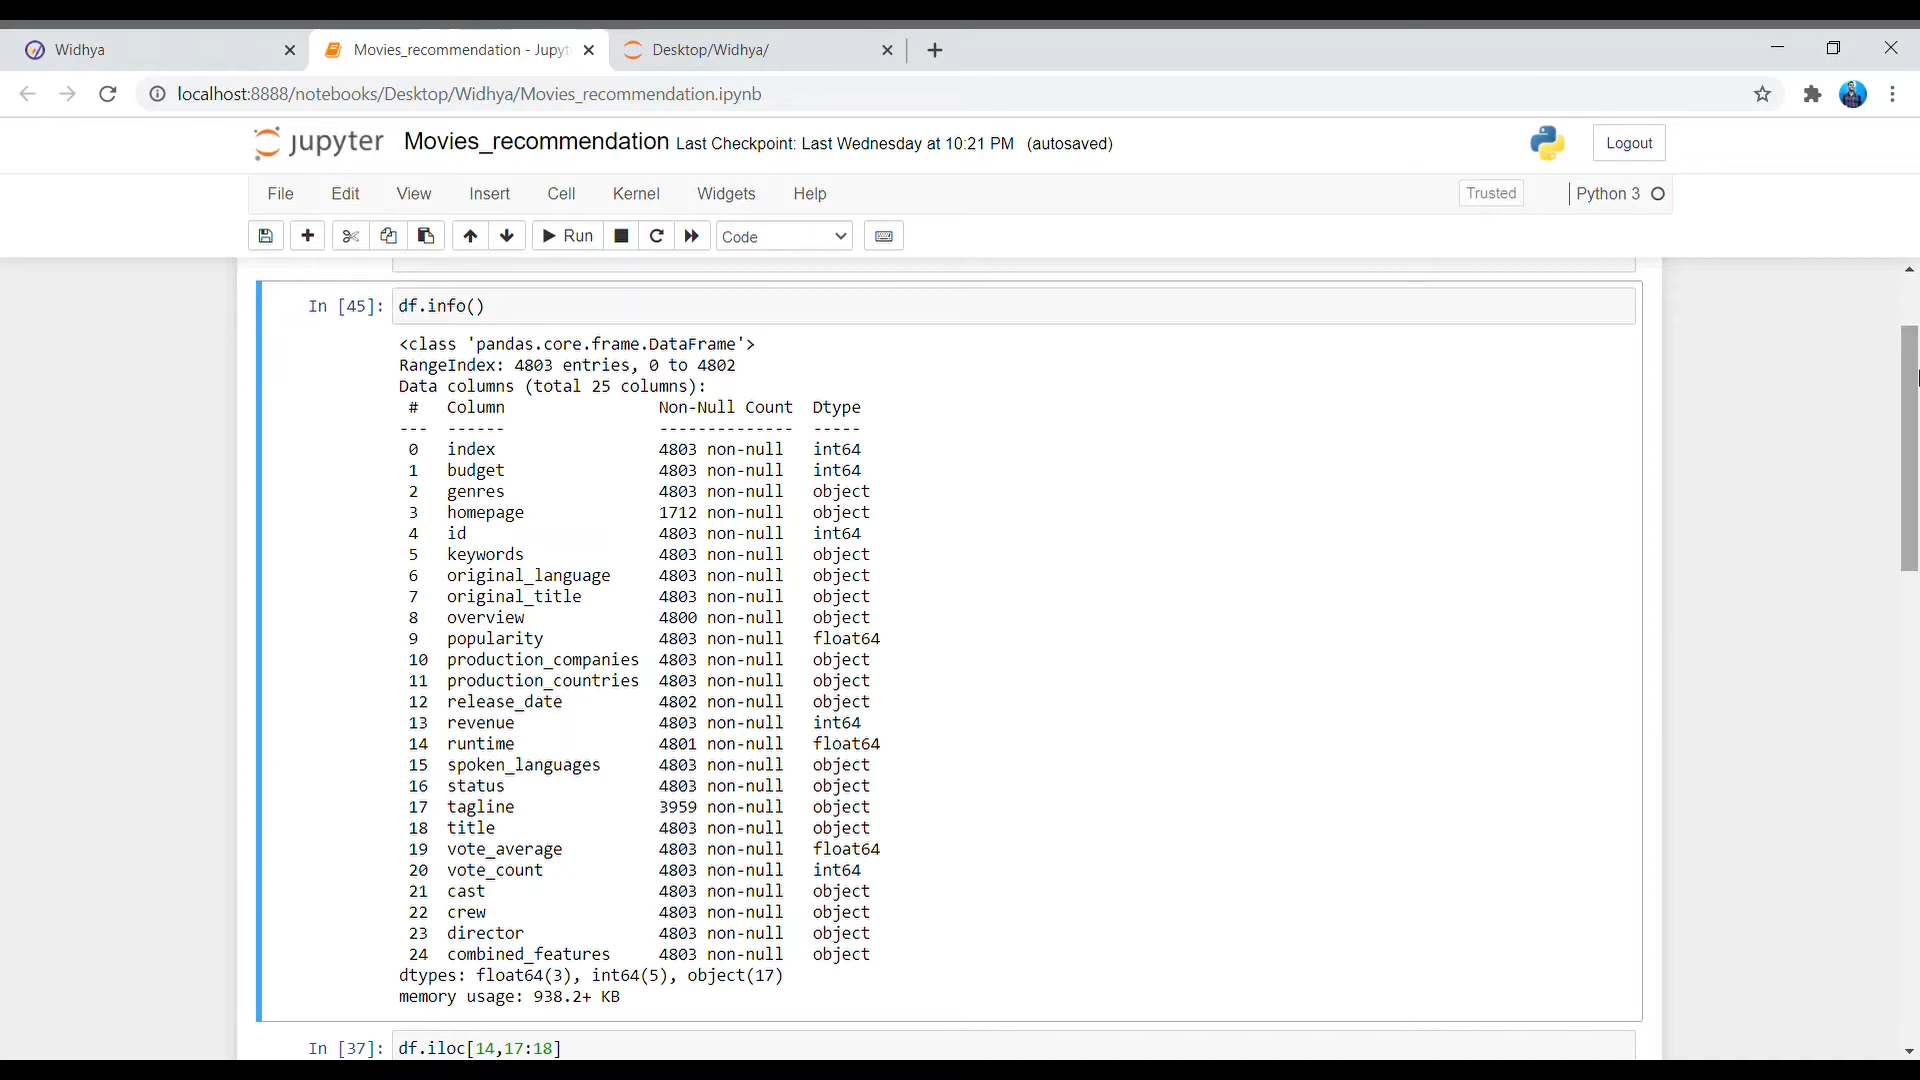 Widhya
Movies_recommendation - Jupyt
Desktop/Widhya/
localhost:8888/notebooks/Desktop/Widhya/Movies_recommendation.ipynb
jupyter Movies_recommendation Last Checkpoint: Last Wednesday at 10:21 PM (autosaved)
Logout
File Edit View Insert Cell Kernel Widgets Help
Trusted
Python 3
Run
Code
In [45]: df.info()
<class 'pandas.core.frame.DataFrame'>
RangeIndex: 4803 entries, 0 to 4802
Data columns (total 25 columns):
 #   Column                Non-Null Count  Dtype
---  ------                --------------  -----
 0   index                 4803 non-null   int64
 1   budget                4803 non-null   int64
 2   genres                4803 non-null   object
 3   homepage              1712 non-null   object
 4   id                    4803 non-null   int64
 5   keywords              4803 non-null   object
 6   original_language     4803 non-null   object
 7   original_title        4803 non-null   object
 8   overview              4800 non-null   object
 9   popularity            4803 non-null   float64
 10  production_companies  4803 non-null   object
 11  production_countries  4803 non-null   object
 12  release_date          4802 non-null   object
 13  revenue               4803 non-null   int64
 14  runtime               4801 non-null   float64
 15  spoken_languages      4803 non-null   object
 16  status                4803 non-null   object
 17  tagline               3959 non-null   object
 18  title                 4803 non-null   object
 19  vote_average          4803 non-null   float64
 20  vote_count            4803 non-null   int64
 21  cast                  4803 non-null   object
 22  crew                  4803 non-null   object
 23  director              4803 non-null   object
 24  combined_features     4803 non-null   object
dtypes: float64(3), int64(5), object(17)
memory usage: 938.2+ KB
In [37]: df.iloc[14,17:18]